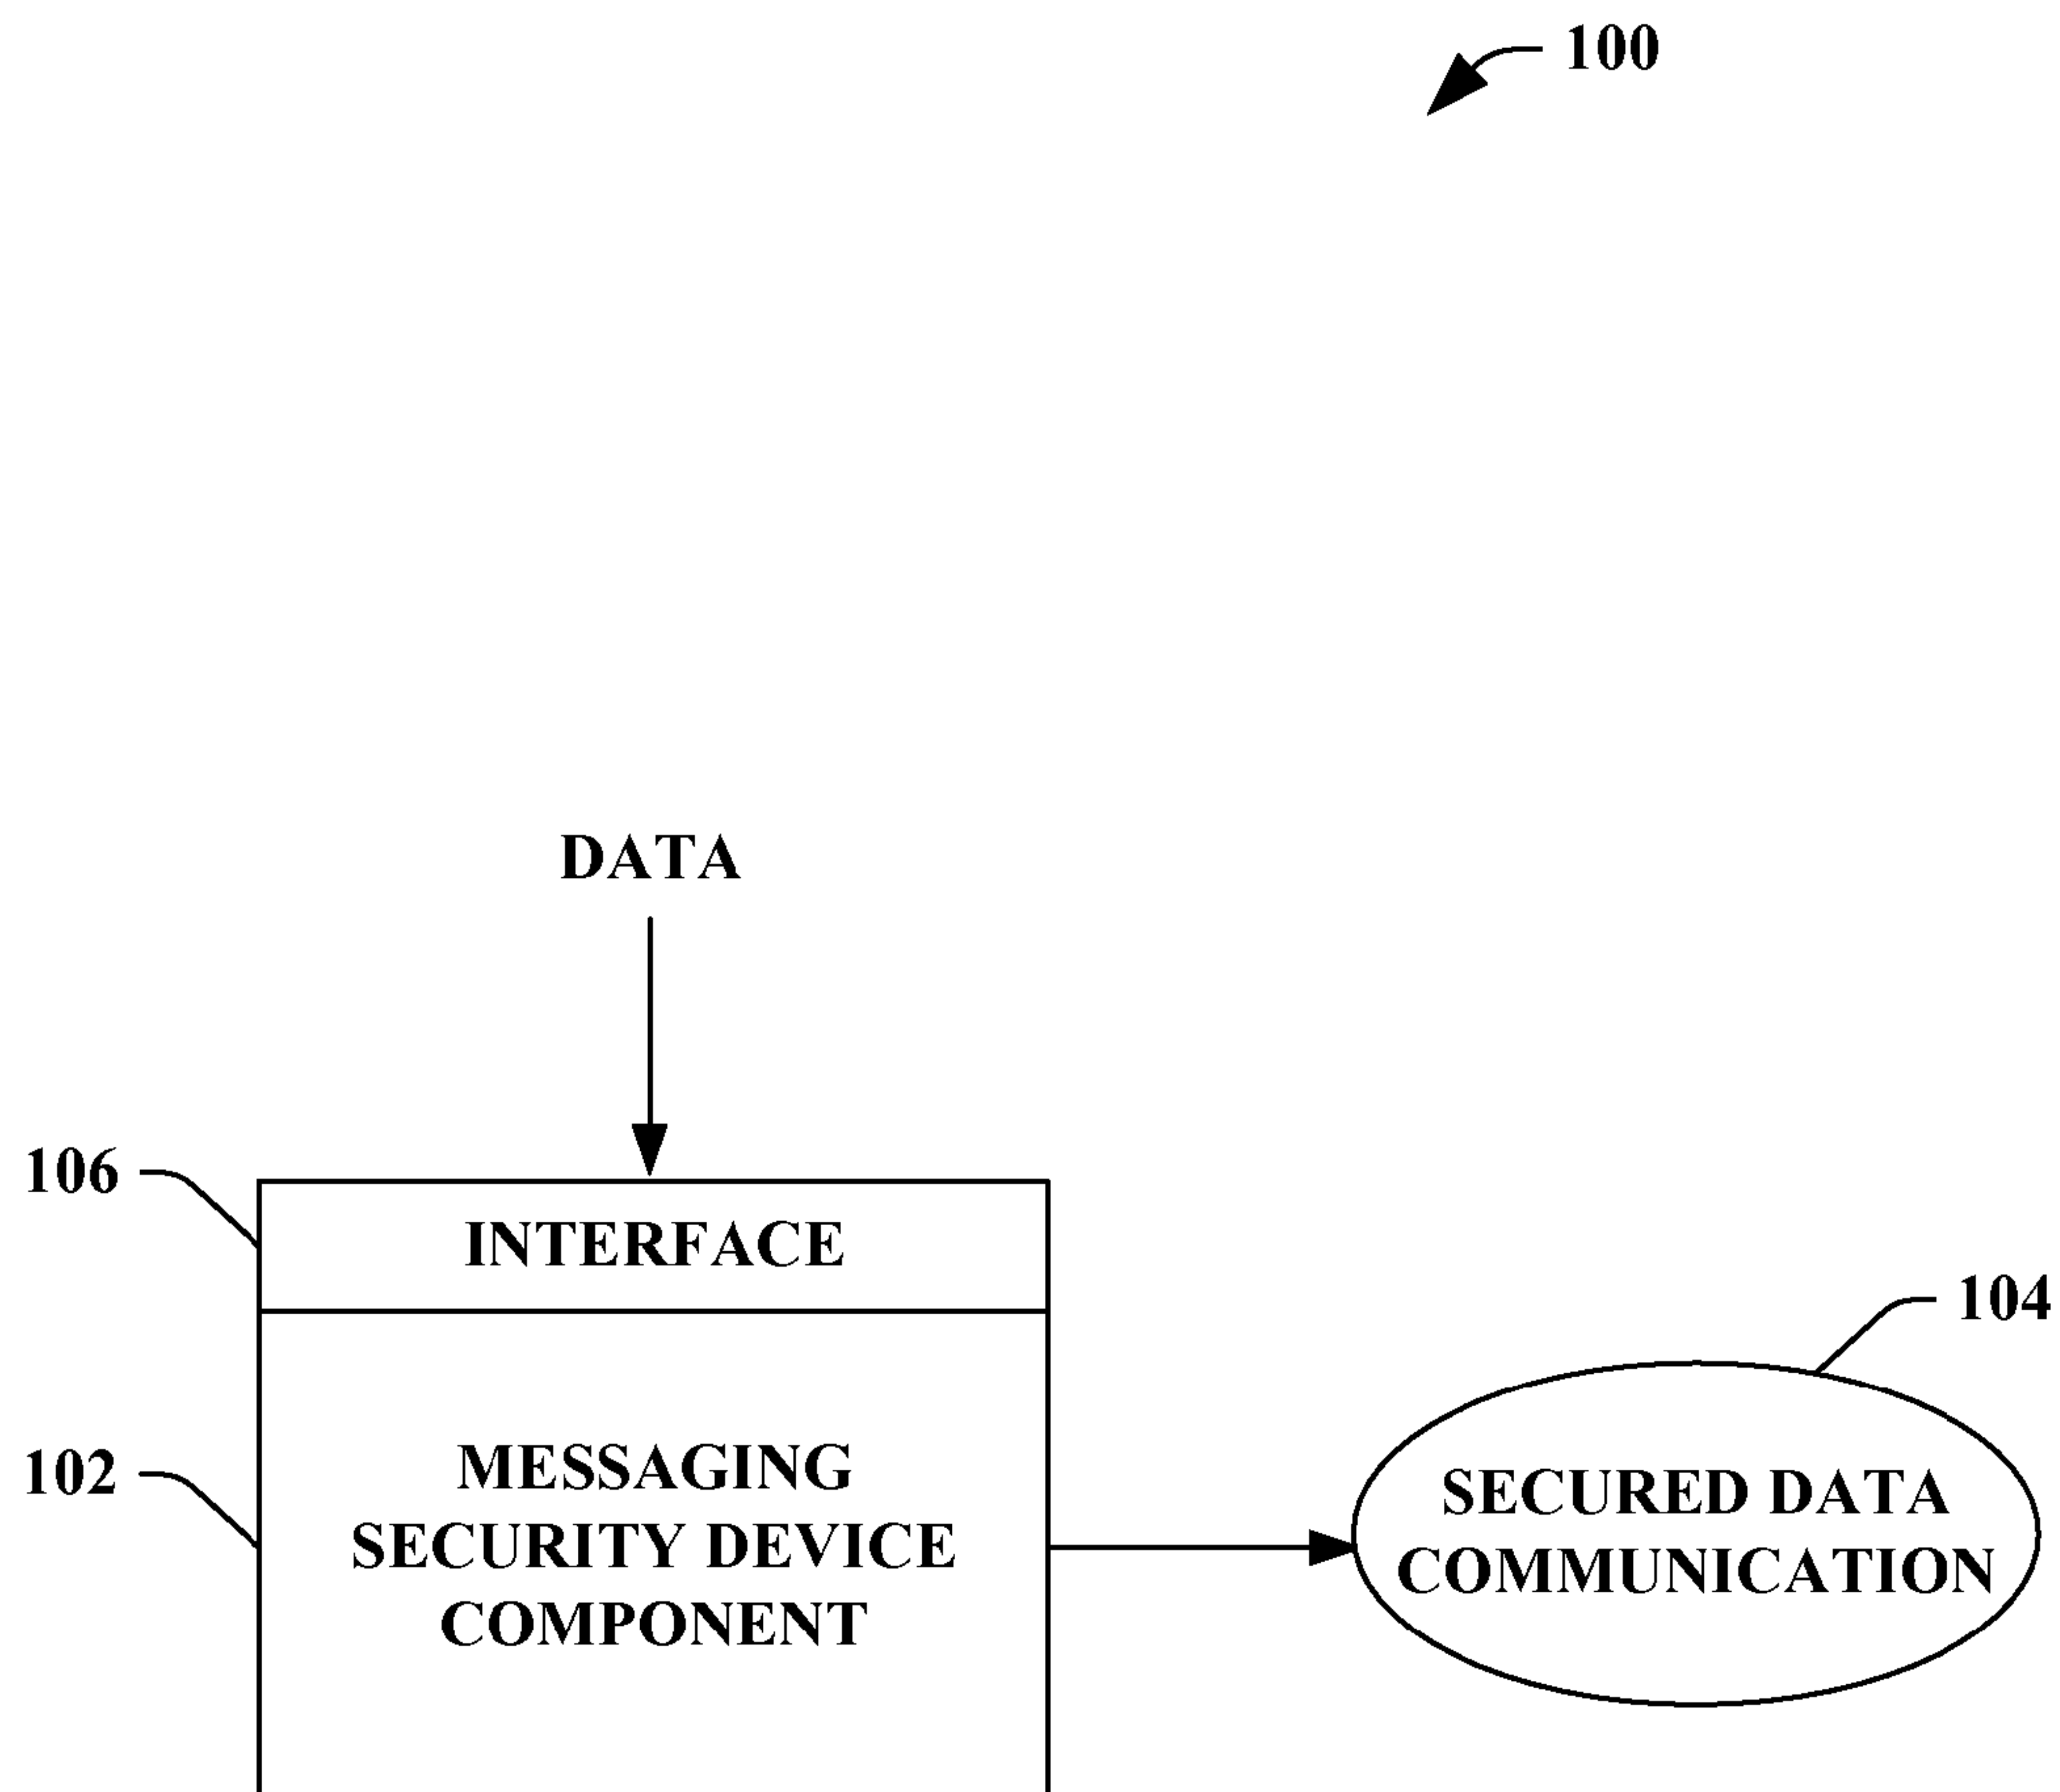 100
DATA
106
INTERFACE
104
102
MESSAGING
SECURITY DEVICE
COMPONENT
SECURED DATA
COMMUNICATION